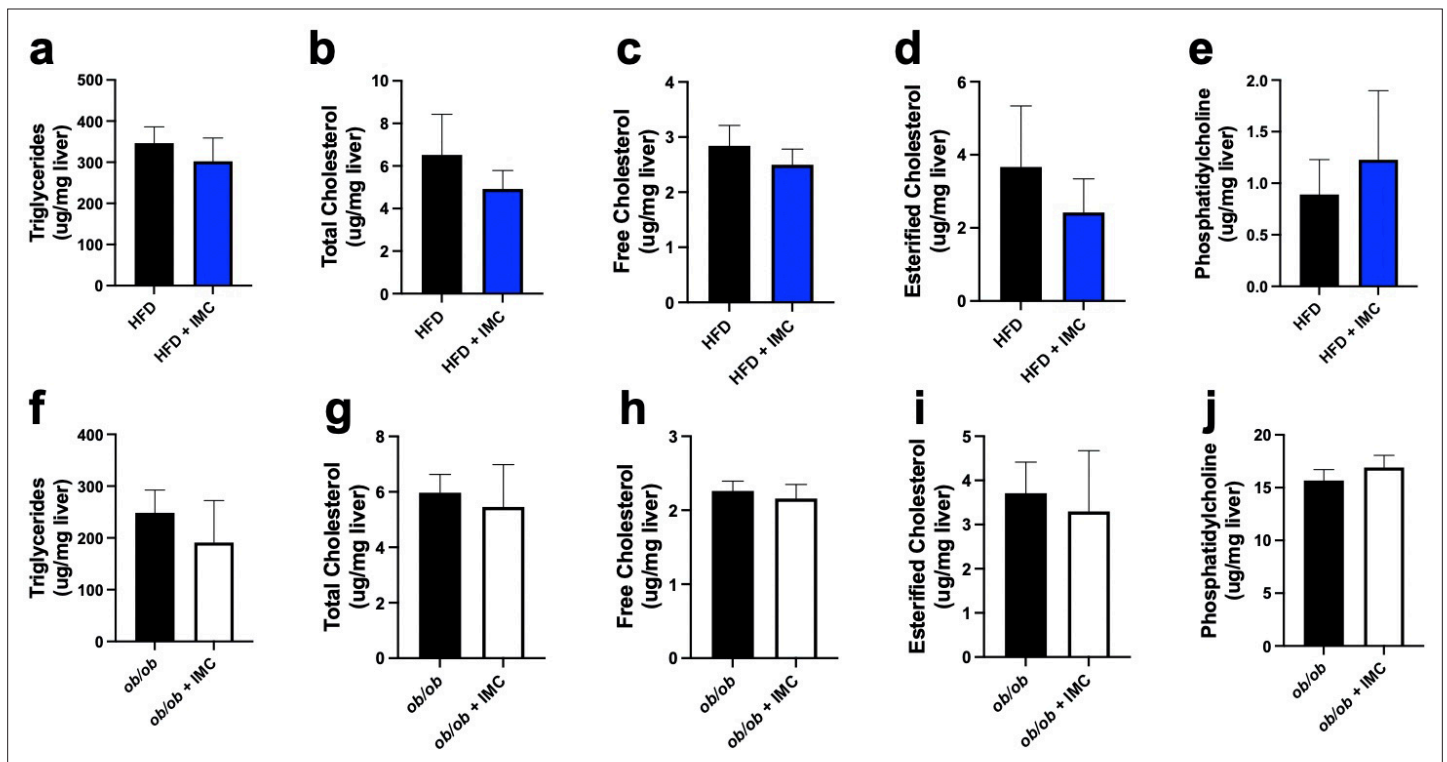 a
Triglycerides
(ug/mg liver)
500
400
300
200
100
0
HFD
HFD + IMC
b
Total Cholesterol
(ug/mg liver)
10
8
6
4
2
0
HFD
HFD + IMC
c
Free Cholesterol
(ug/mg liver)
4
3
2
1
0
HFD
HFD + IMC
d
Esterified Cholesterol
(ug/mg liver)
6
4
2
0
HFD
HFD + IMC
e
Phosphatidylcholine
(ug/mg liver)
2.0
1.5
1.0
0.5
0.0
HFD
HFD + IMC
f
Triglycerides
(ug/mg liver)
400
300
200
100
0
ob/ob
ob/ob + IMC
g
Total Cholesterol
(ug/mg liver)
8
6
4
2
0
ob/ob
ob/ob + IMC
h
Free Cholesterol
(ug/mg liver)
3
2
1
0
ob/ob
ob/ob + IMC
i
Esterified Cholesterol
(ug/mg liver)
5
4
3
2
1
0
ob/ob
ob/ob + IMC
j
Phosphatidylcholine
(ug/mg liver)
20
15
10
5
0
ob/ob
ob/ob + IMC